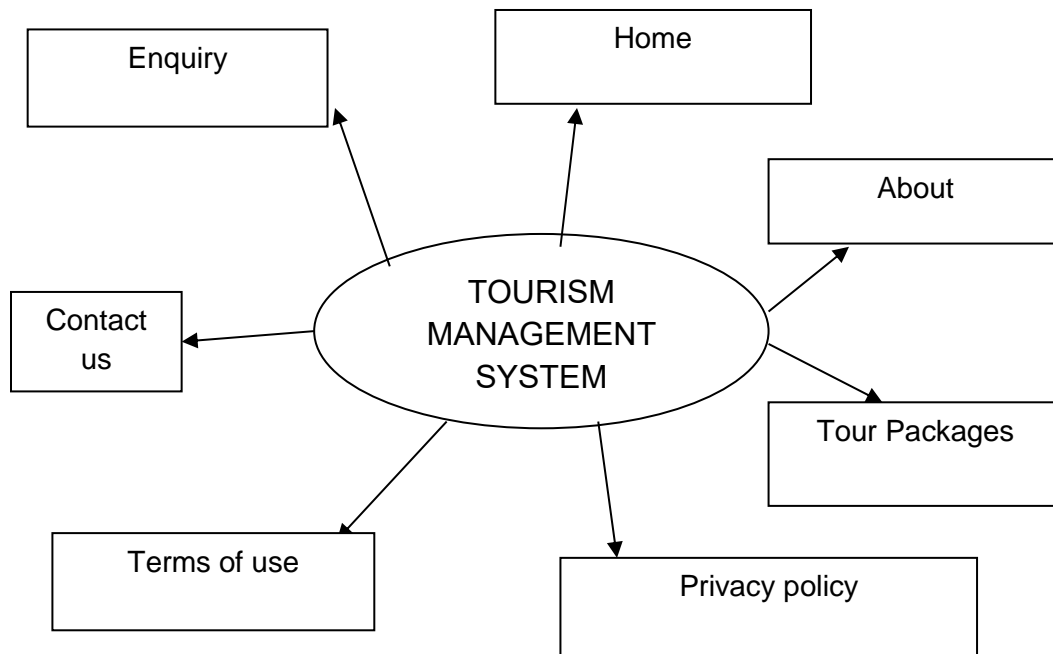 Home
Enquiry
About
TOURISM
MANAGEMENT
SYSTEM
Contact
us
Tour Packages
Terms of use
Privacy policy